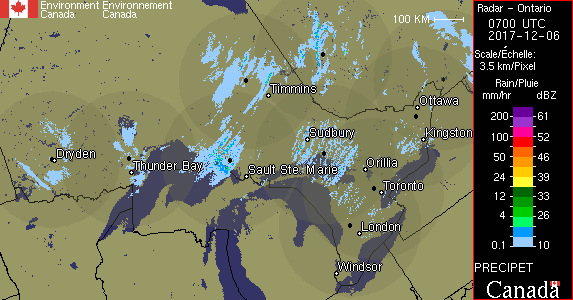 Environment Environnement
Canada Canada
100 KM
Timmins
Ottawa
Sudbury
Kingston
Dryden
Thunder Bay
Sault Ste. Marie
Orillia
Toronto
London
Windsor
Radar - Ontario
0700 UTC
2017-12-06
Scale/Échelle:
3.5 km/Pixel
Rain/Pluie
mm/hr dBZ
200 61
100 52
50 46
24 39
12 33
4 26
0.1 10
PRECIPET
Canada